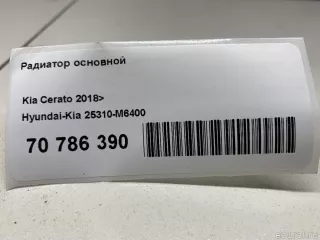 Радиатор основной
Kia Cerato 2018>
Hyundai-Kia 25310-M6400
70 786 390